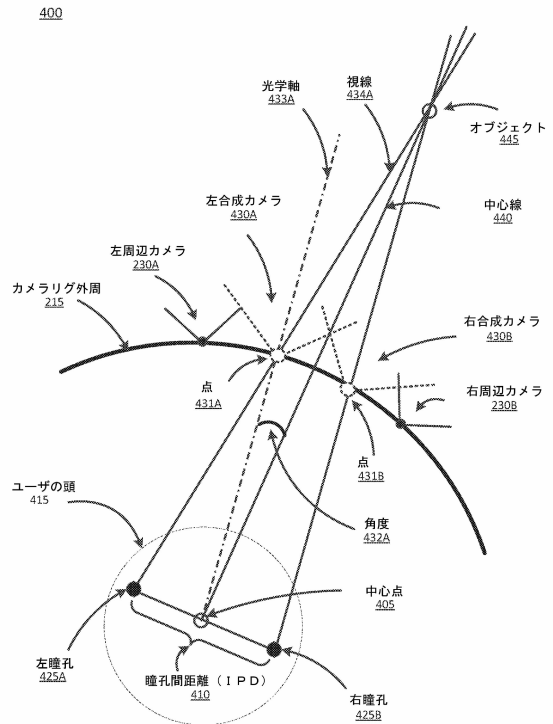 400
光学軸
433A
視線
434A
オブジェクト
445
左合成カメラ
430A
中心線
440
左周辺カメラ
230A
カメラリグ外周
215
右合成カメラ
430B
点
431A
右周辺カメラ
230B
点
431B
ユーザの頭
415
角度
432A
中心点
405
左瞳孔
425A
瞳孔間距離(IPD)
410
右瞳孔
425B